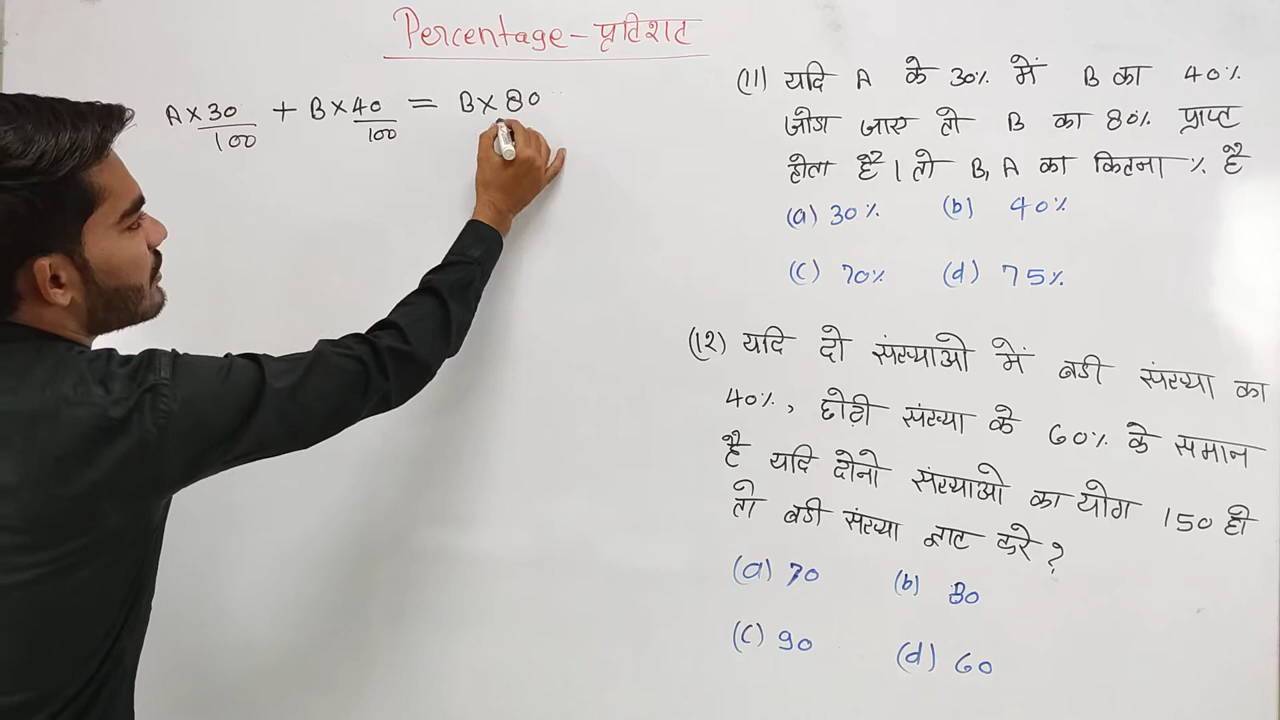 Percentage - प्रतिशत
A × 30/100 + B × 40/100 = B × 80
(11) यदि A के 30% में B का 40%
जोडा जाए तो B का 80% प्राप्त
होता है। तो B, A का कितना % है
(a) 30% (b) 40%
(c) 70% (d) 75%
(12) यदि दो संख्याओ में बडी संख्या का
40%, छोटी संख्या के 60% के समान
है यदि दोनो संख्याओ का योग 150 हो
तो बडी संख्या ज्ञात करे?
(a) 70 (b) 80
(c) 90 (d) 60